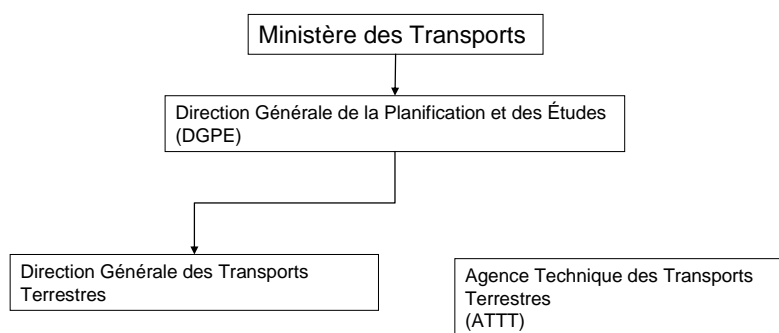 Ministère des Transports
Direction Générale de la Planification et des Études
(DGPE)
Direction Générale des Transports
Terrestres
Agence Technique des Transports
Terrestres
(ATTT)